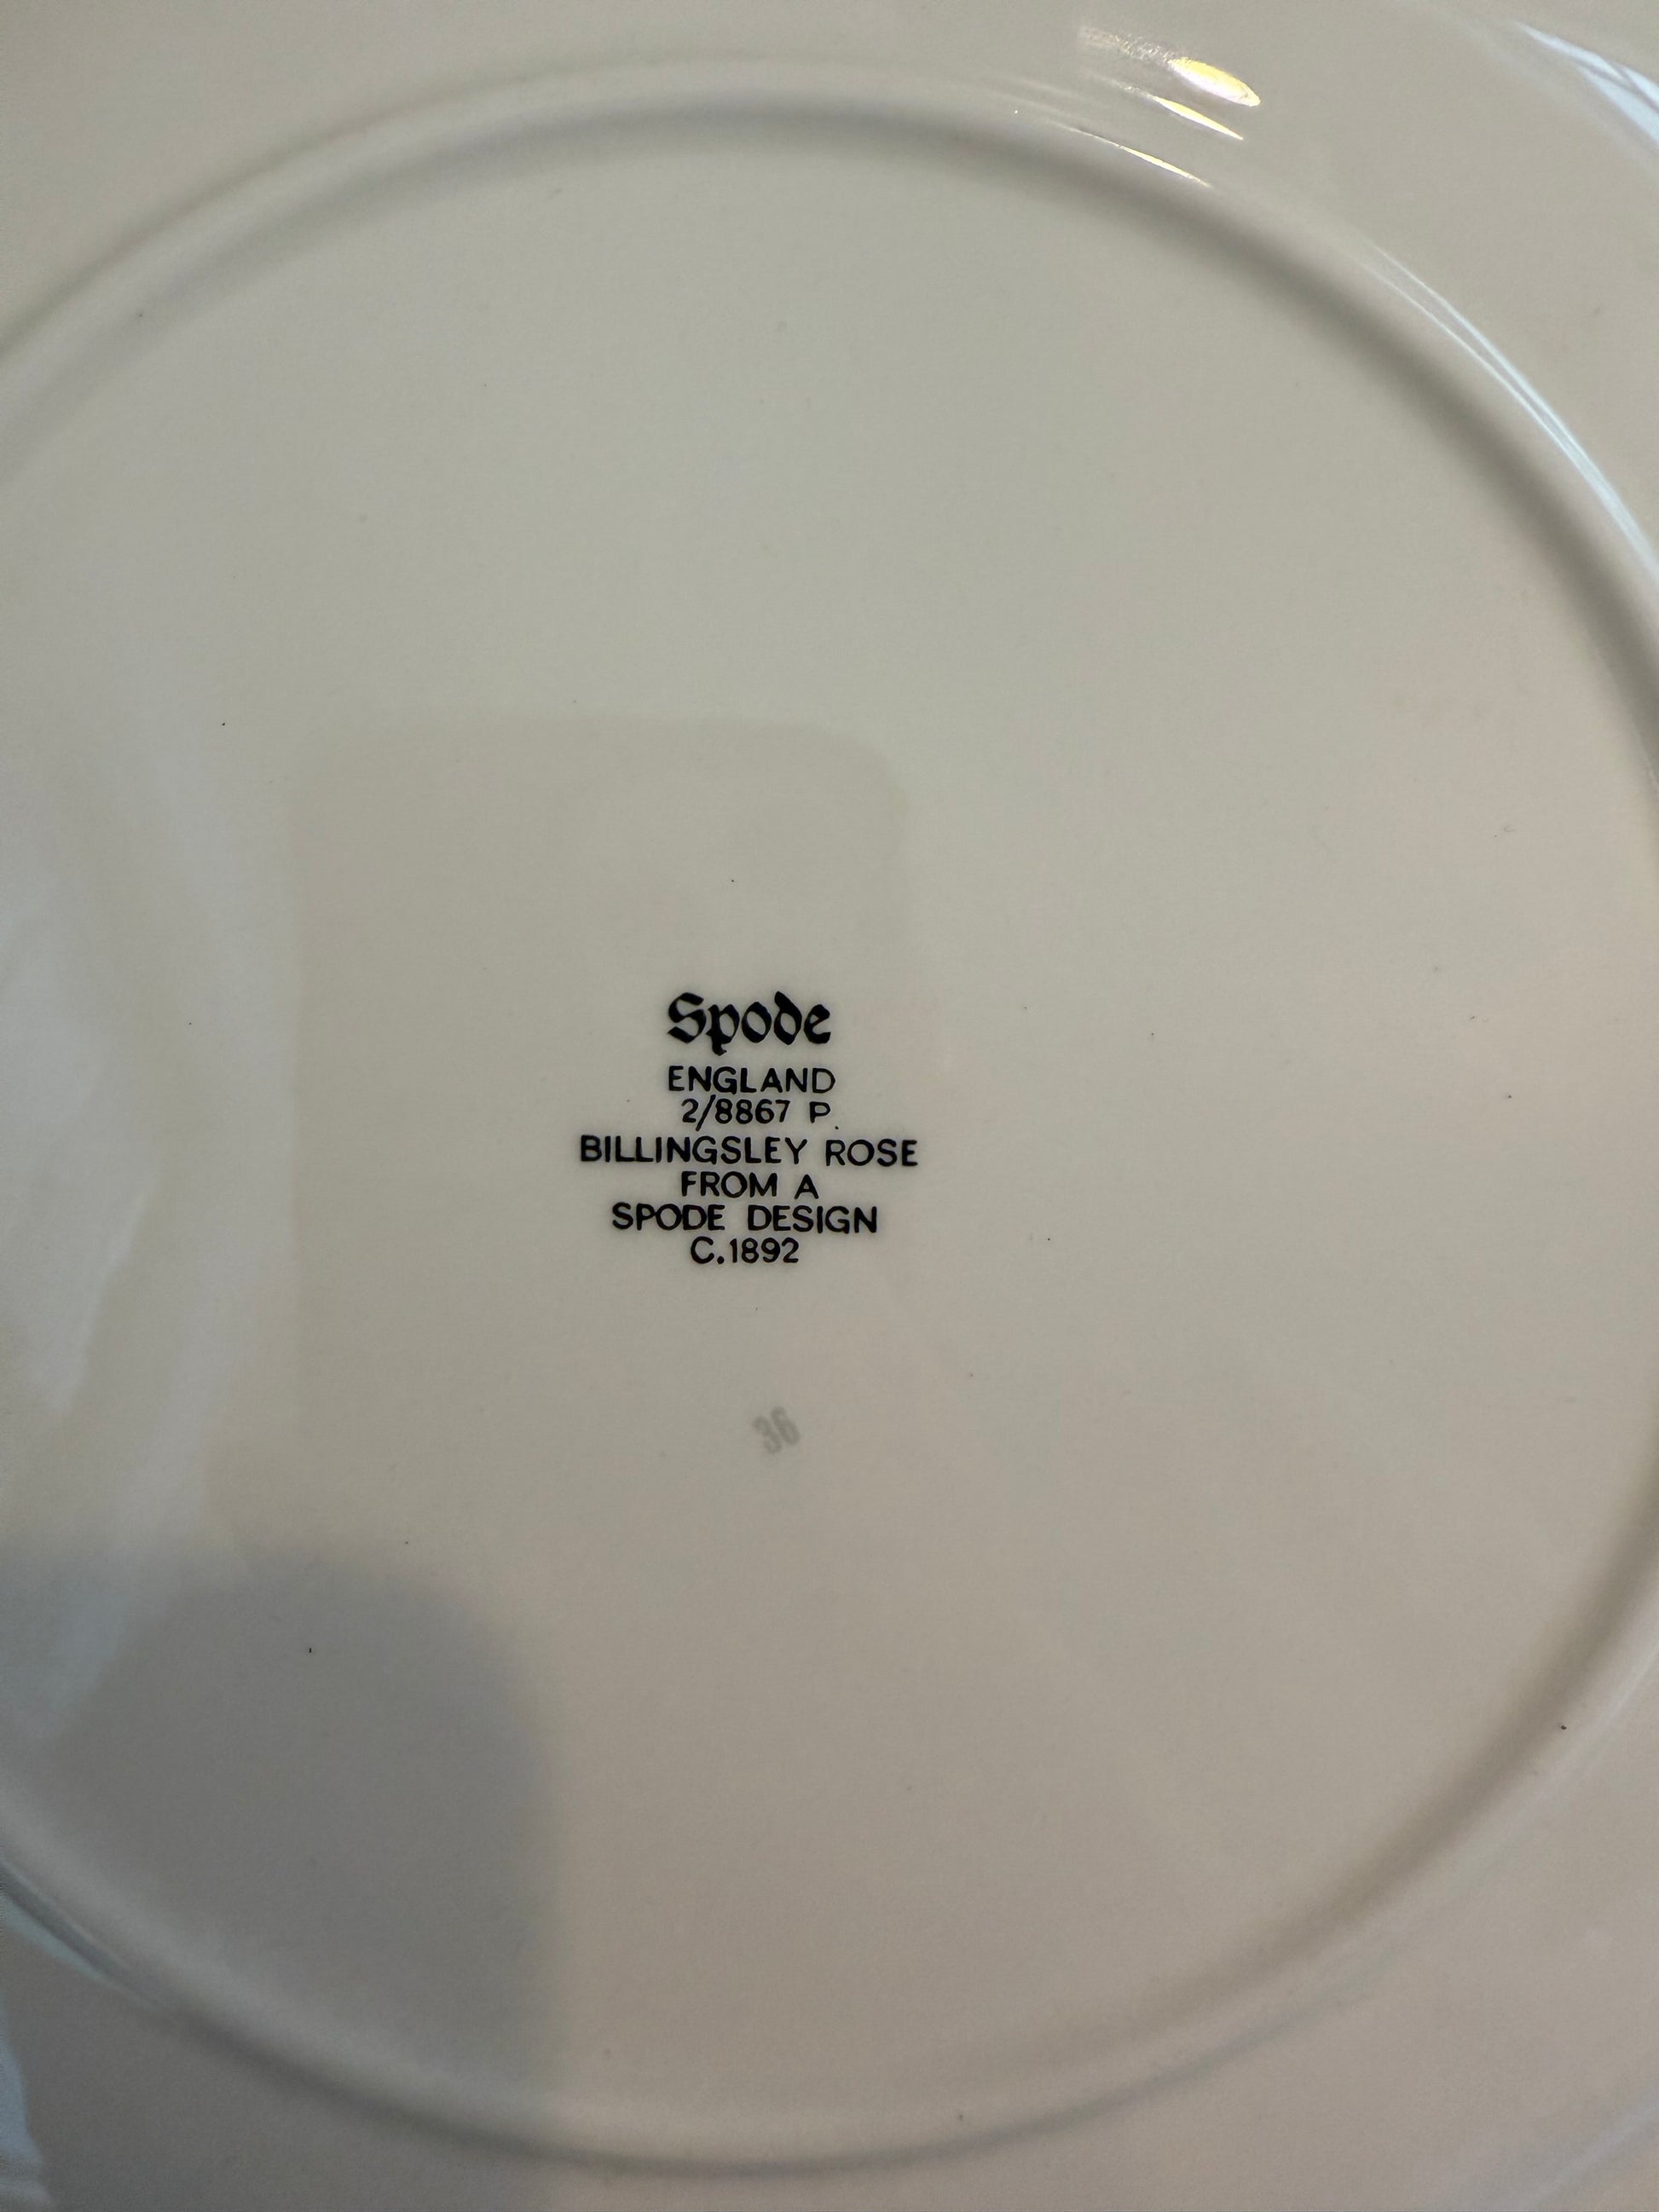 Spode
ENGLAND
2/8867 P.
BILLINGSLEY ROSE
FROM A
SPODE DESIGN
C.1892
36